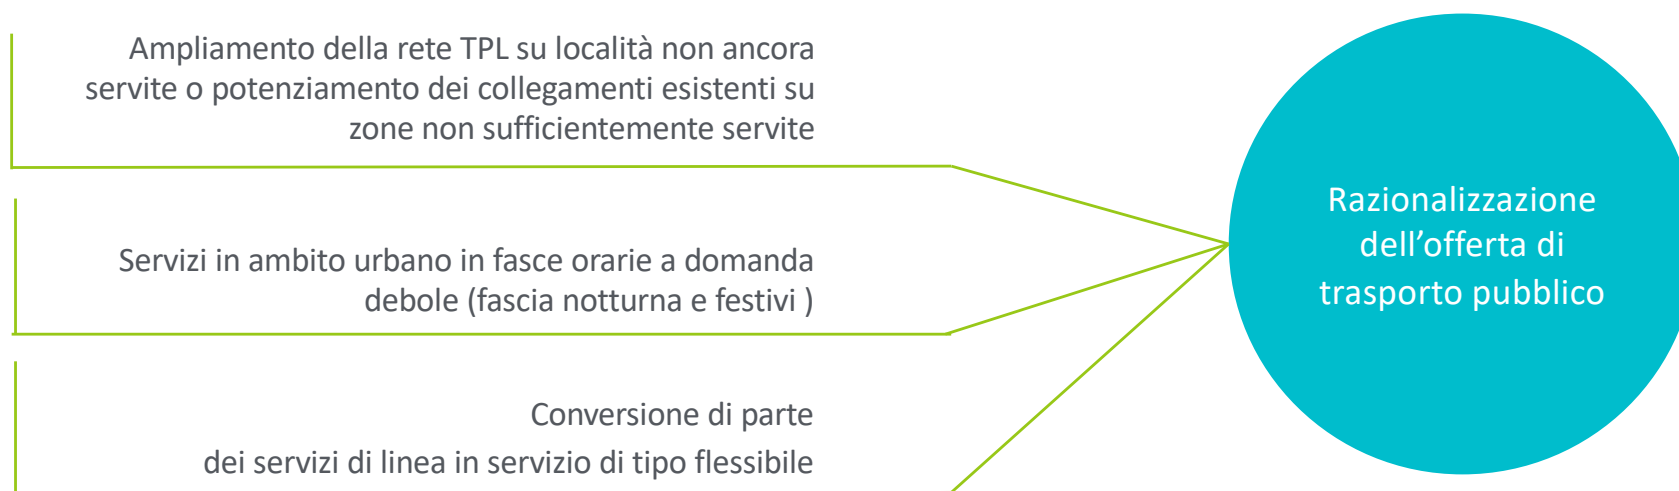 Ampliamento della rete TPL su località non ancora
servite o potenziamento dei collegamenti esistenti su
zone non sufficientemente servite
Servizi in ambito urbano in fasce orarie a domanda
debole (fascia notturna e festivi )
Conversione di parte
dei servizi di linea in servizio di tipo flessibile
Razionalizzazione
dell’offerta di
trasporto pubblico